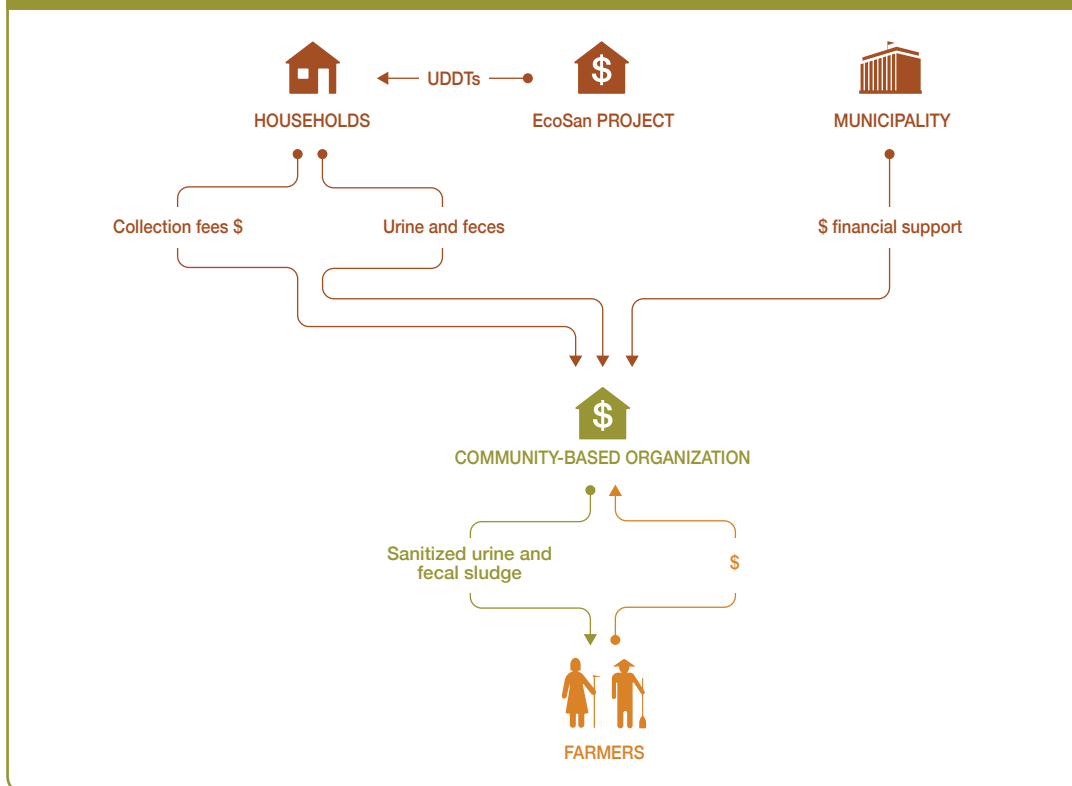 UDDTs
$
HOUSEHOLDS
EcoSan PROJECT
MUNICIPALITY
Collection fees $
Urine and feces
$ financial support
$
COMMUNITY-BASED ORGANIZATION
Sanitized urine and
fecal sludge
$
FARMERS